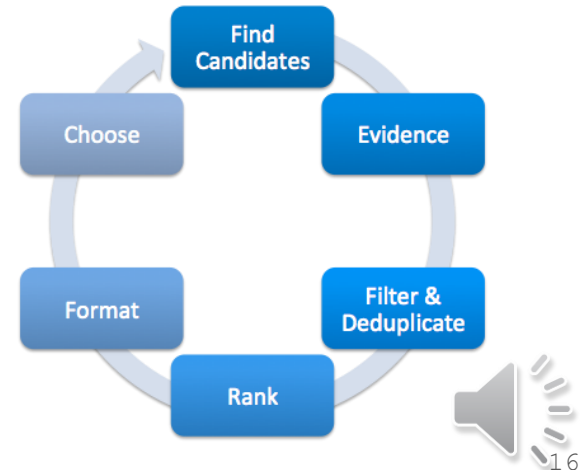 Find
Candidates
Evidence
Filter &
Deduplicate
Rank
Format
Choose
16